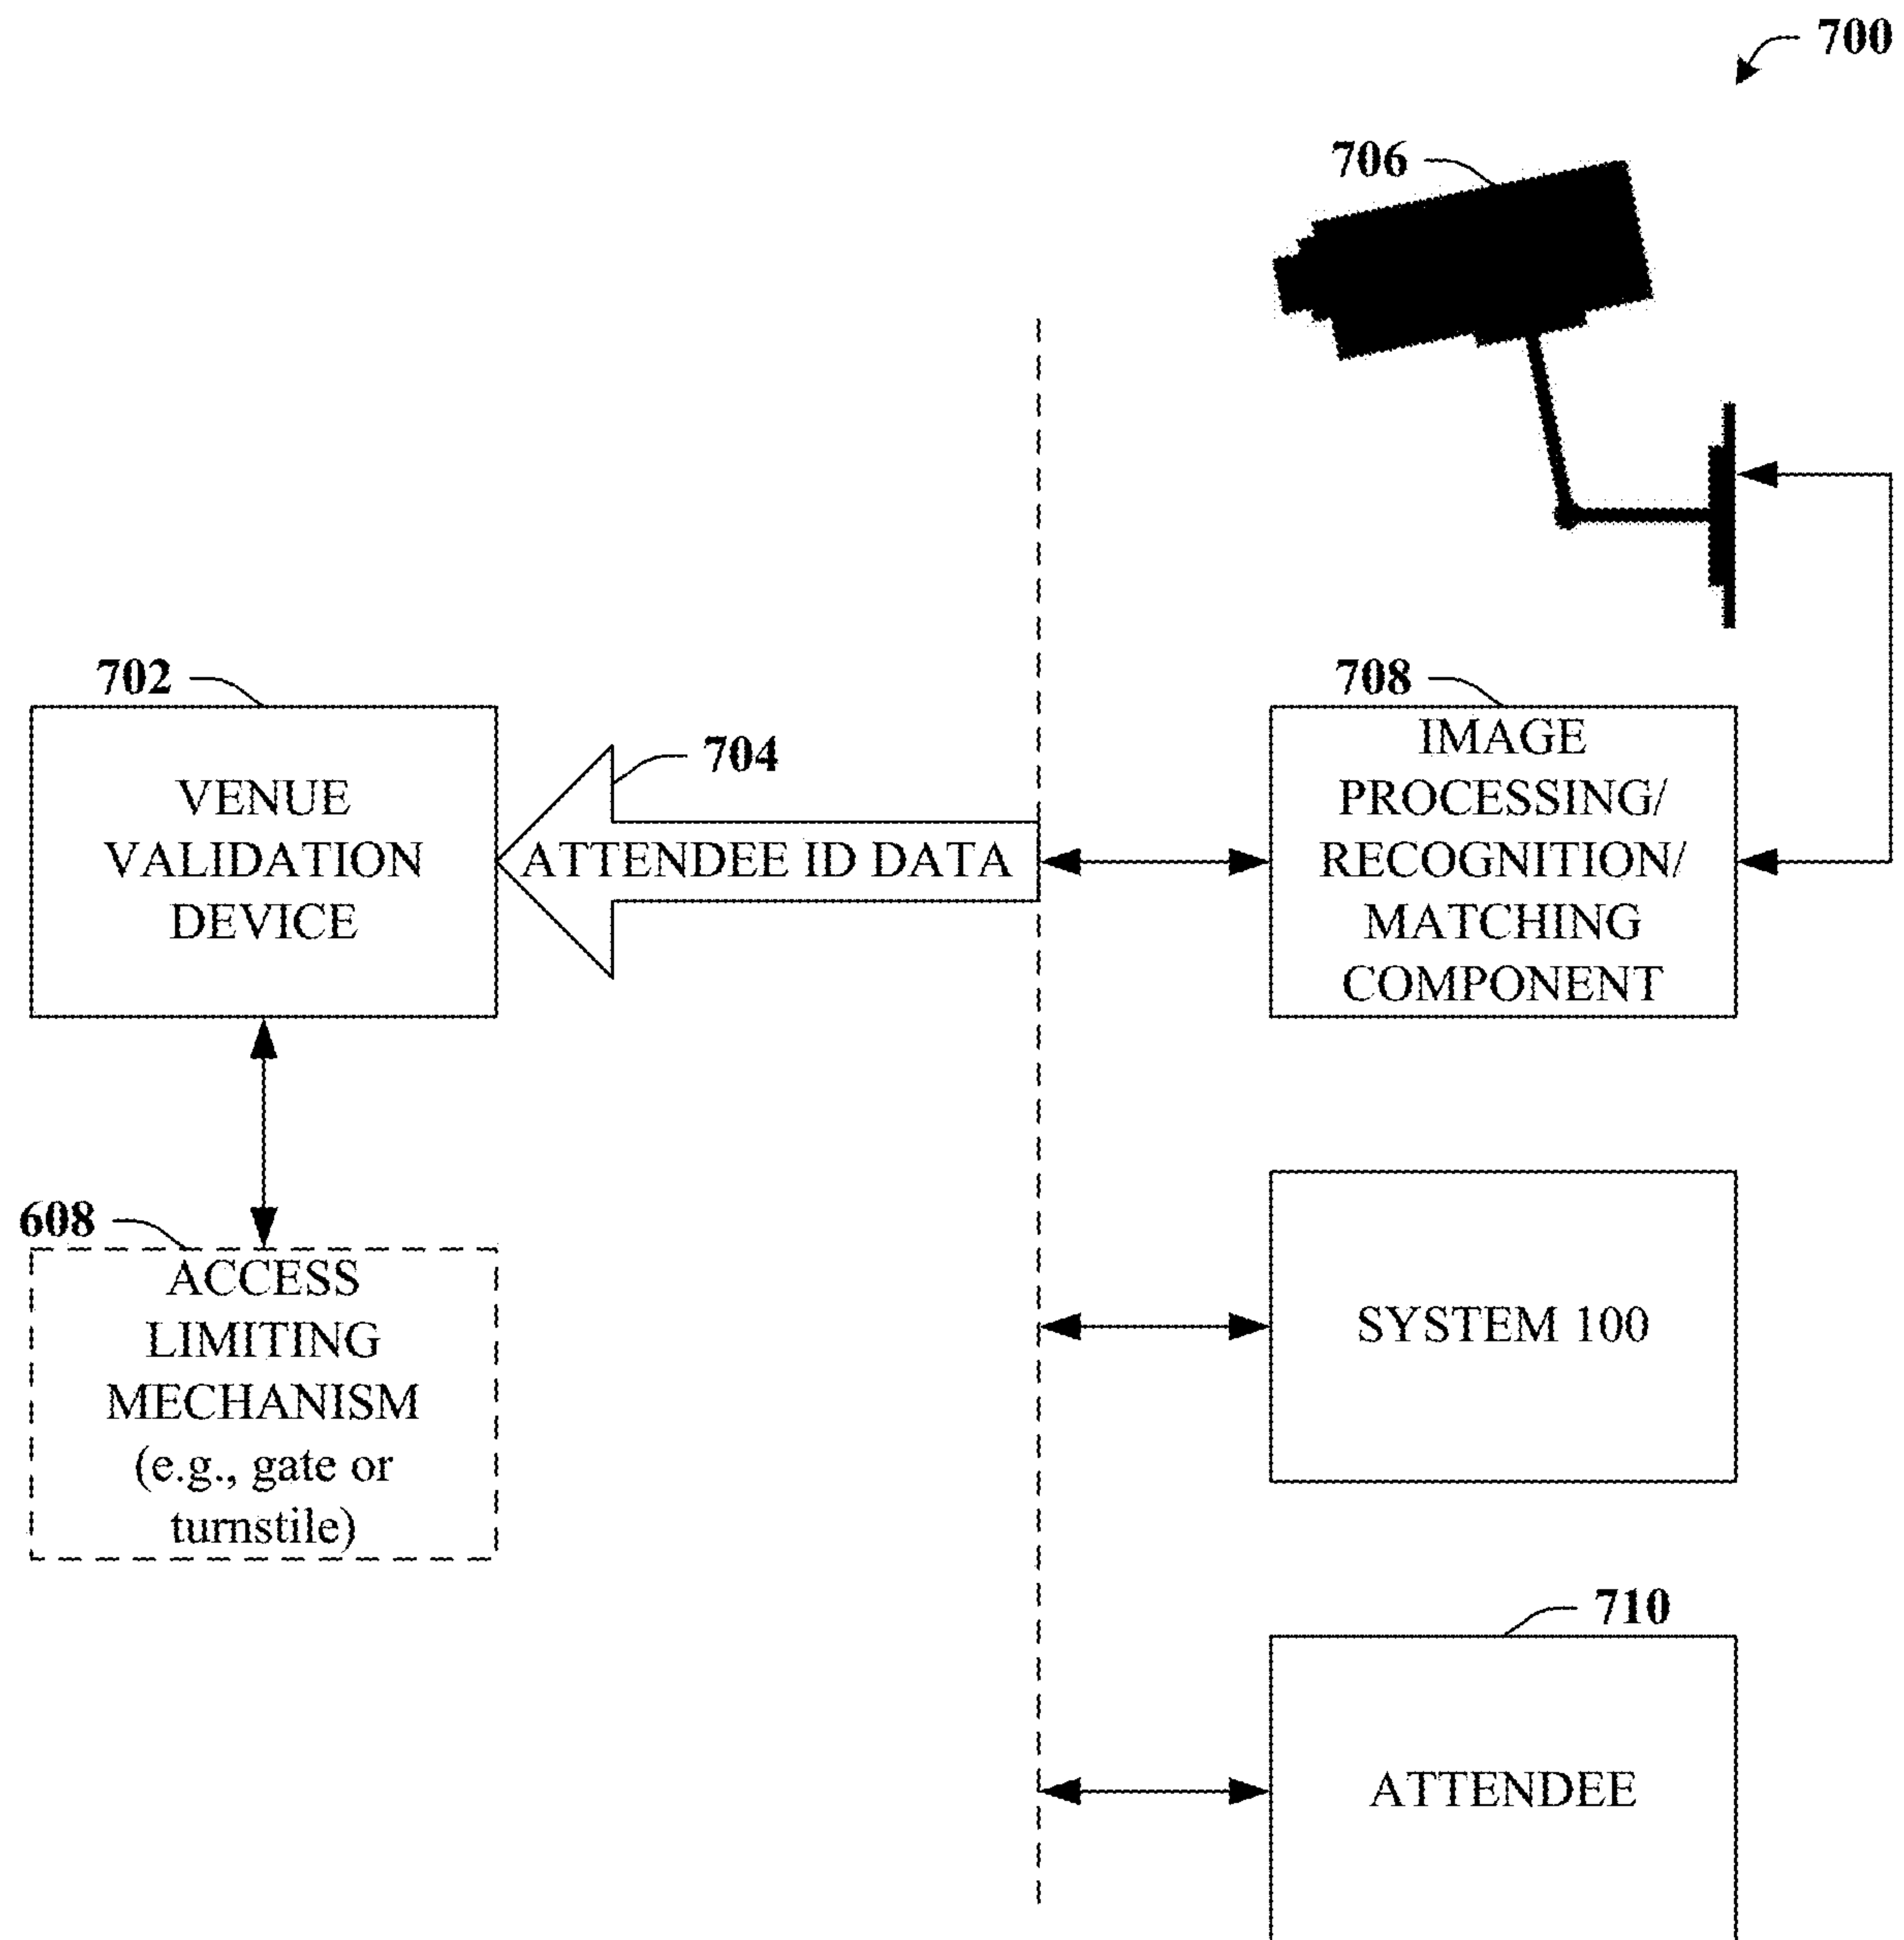 700
706
702
VENUE
VALIDATION
DEVICE
704
ATTENDEE ID DATA
708
IMAGE
PROCESSING/
RECOGNITION/
MATCHING
COMPONENT
608
ACCESS
LIMITING
MECHANISM
(e.g., gate or
turnstile)
SYSTEM 100
710
ATTENDEE